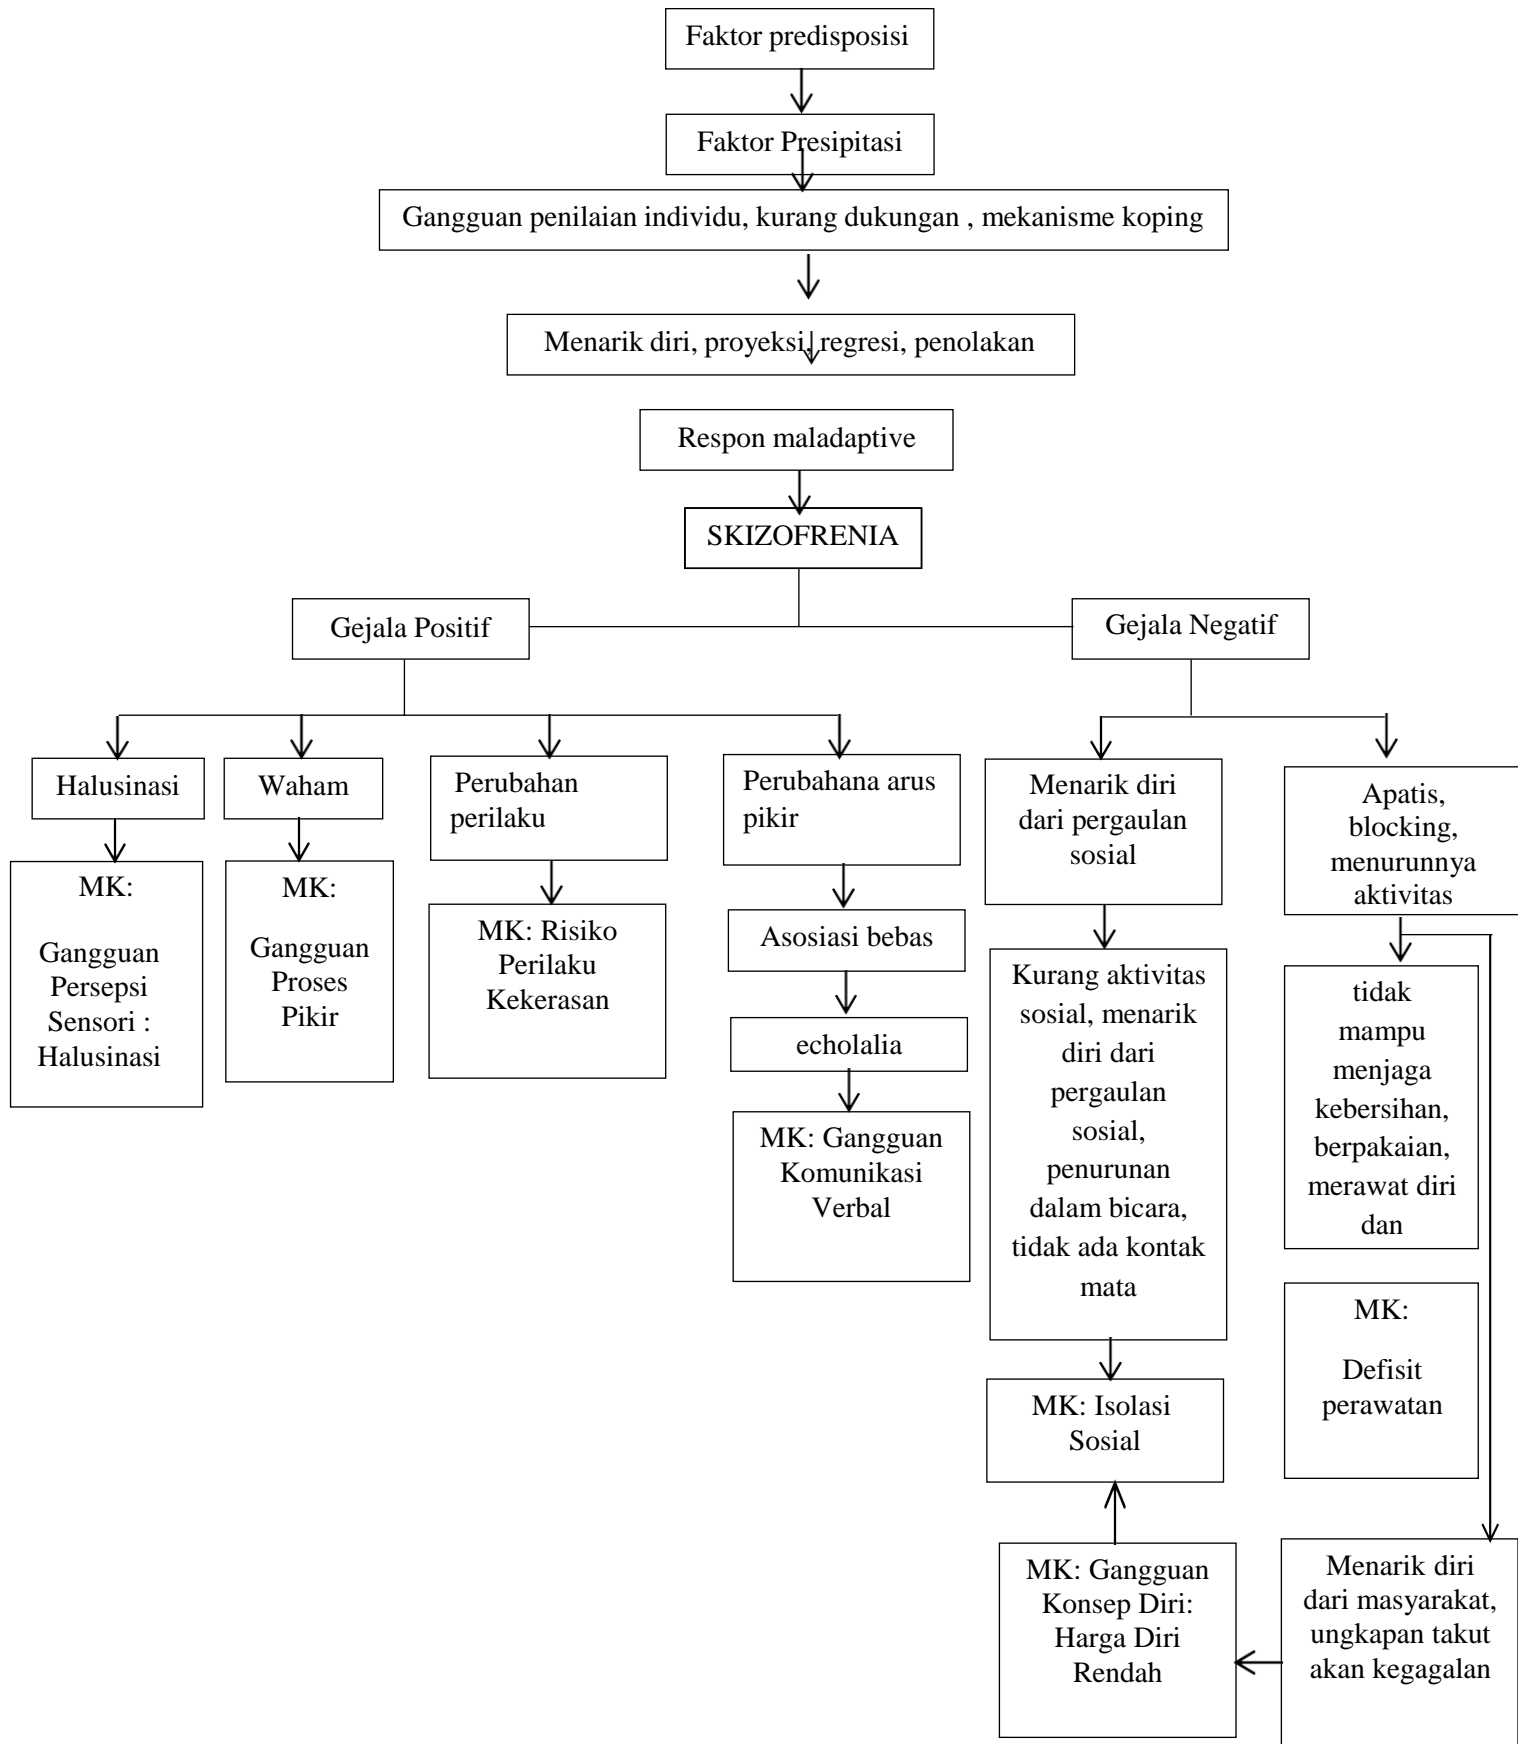 Faktor predisposisi
Faktor Presipitasi
Gangguan penilaian individu, kurang dukungan , mekanisme koping
Menarik diri, proyeksi, regresi, penolakan
Respon maladaptive
SKIZOFRENIA
Gejala Positif
Gejala Negatif
Halusinasi
Waham
Perubahan
perilaku
Perubahana arus
pikir
Menarik diri
dari pergaulan
sosial
Apatis,
blocking,
menurunnya
aktivitas
MK:
Gangguan
Persepsi
Sensori :
Halusinasi
MK:
Gangguan
Proses
Pikir
MK: Risiko
Perilaku
Kekerasan
Asosiasi bebas
echolalia
MK: Gangguan
Komunikasi
Verbal
Kurang aktivitas
sosial, menarik
diri dari
pergaulan
sosial,
penurunan
dalam bicara,
tidak ada kontak
mata
tidak
mampu
menjaga
kebersihan,
berpakaian,
merawat diri
dan
MK:
Defisit
perawatan
MK: Isolasi
Sosial
MK: Gangguan
Konsep Diri:
Harga Diri
Rendah
Menarik diri
dari masyarakat,
ungkapan takut
akan kegagalan